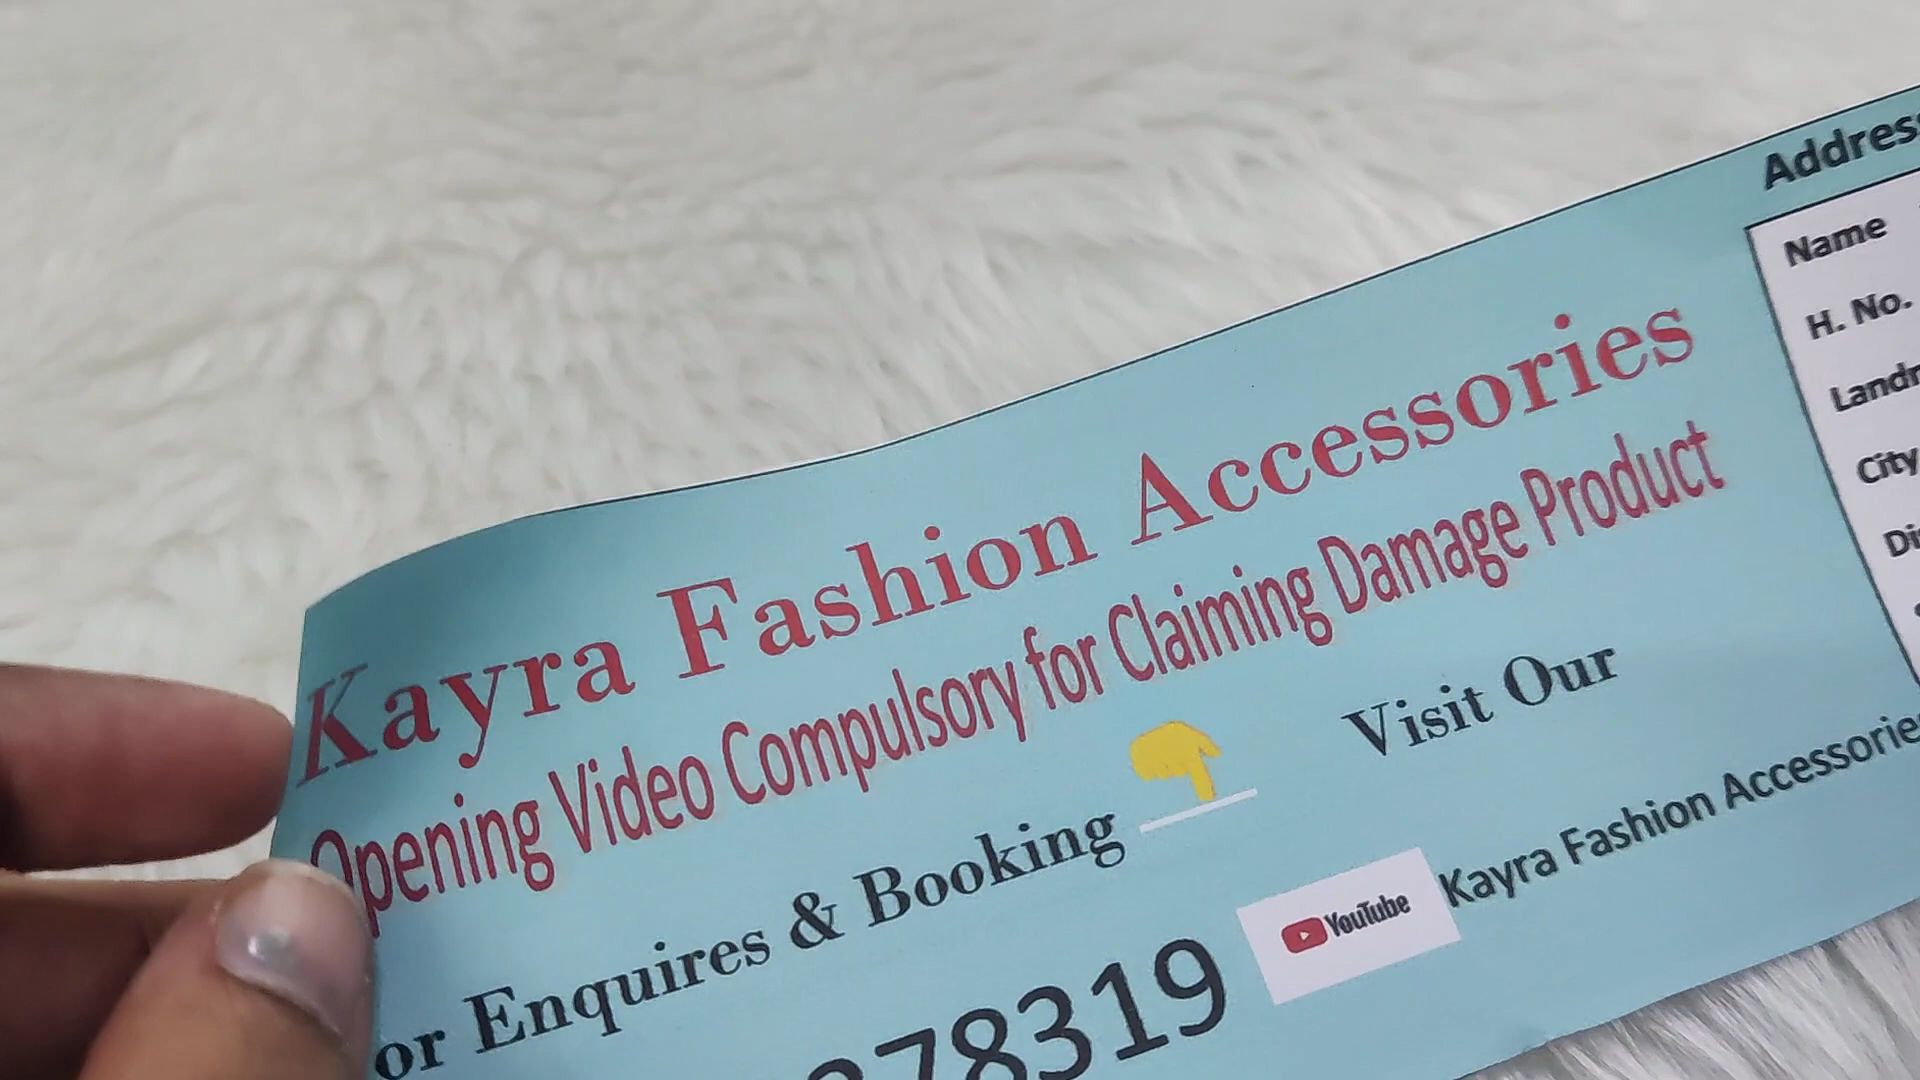 Kayra Fashion Accessories
Opening Video Compulsory for Claiming Damage Product
or Enquires & Booking
78319
Visit Our
YouTube Kayra Fashion Accessories
Address
Name
H. No.
City